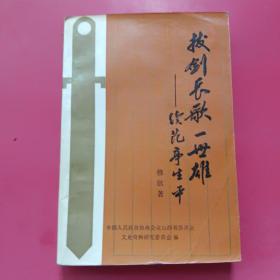 拔剑长歌一世雄
——续范亭生平
穆欣著
中国人民政治协商会议山西省委员会
文史资料研究委员会 编